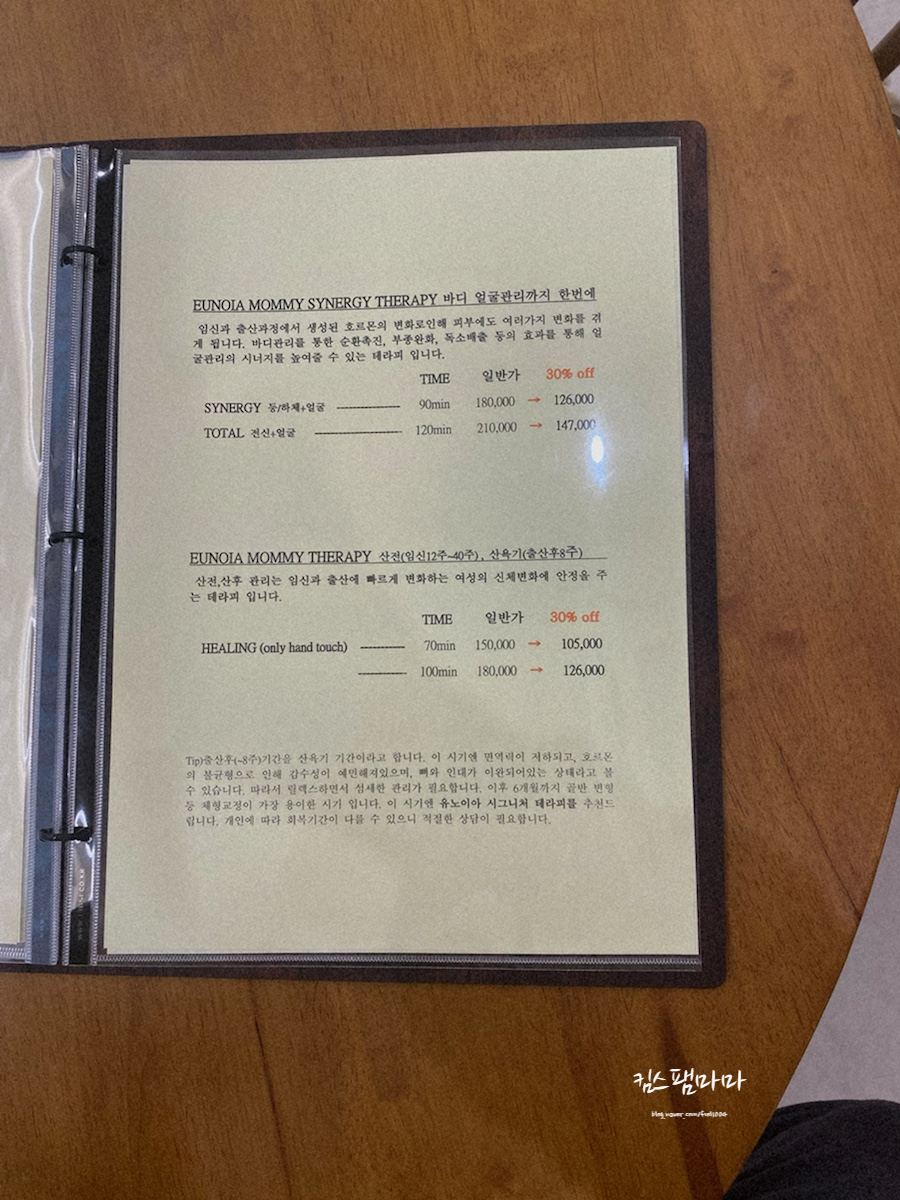 EUNOIA MOMMY SYNERGY THERAPY 바디 얼굴관리까지 한번에
임신과 출산과정에서 생성된 호르몬의 변화로인해 피부에도 여러가지 변화를 겪
게 됩니다. 바디관리를 통한 순환촉진, 부종완화, 독소배출 등의 효과를 통해 얼
굴관리의 시너지를 높여줄 수 있는 테라피 입니다.
TIME 일반가 30% off
SYNERGY 등/하체+얼굴 ---------------- 90min 180,000 → 126,000
TOTAL 전신+얼굴 ---------------------- 120min 210,000 → 147,000
EUNOIA MOMMY THERAPY 산전(임신12주~40주), 산욕기(출산후8주)
산전,산후 관리는 임신과 출산에 빠르게 변화하는 여성의 신체변화에 안정을 주
는 테라피 입니다.
TIME 일반가 30% off
HEALING (only hand touch) ----------- 70min 150,000 → 105,000
------------ 100min 180,000 → 126,000
Tip)출산후(~8주)기간을 산욕기 기간이라고 합니다. 이 시기엔 면역력이 저하되고, 호르몬
의 불균형으로 인해 감수성이 예민해져있으며, 뼈와 인대가 이완되어있는 상태라고 볼
수 있습니다. 따라서 릴렉스하면서 섬세한 관리가 필요합니다. 이후 6개월까지 골반 변형
등 체형교정이 가장 용이한 시기 입니다. 이 시기엔 유노이아 시그니처 테라피를 추천드
립니다. 개인에 따라 회복기간이 다를 수 있으니 적절한 상담이 필요합니다.
킴스팸마마